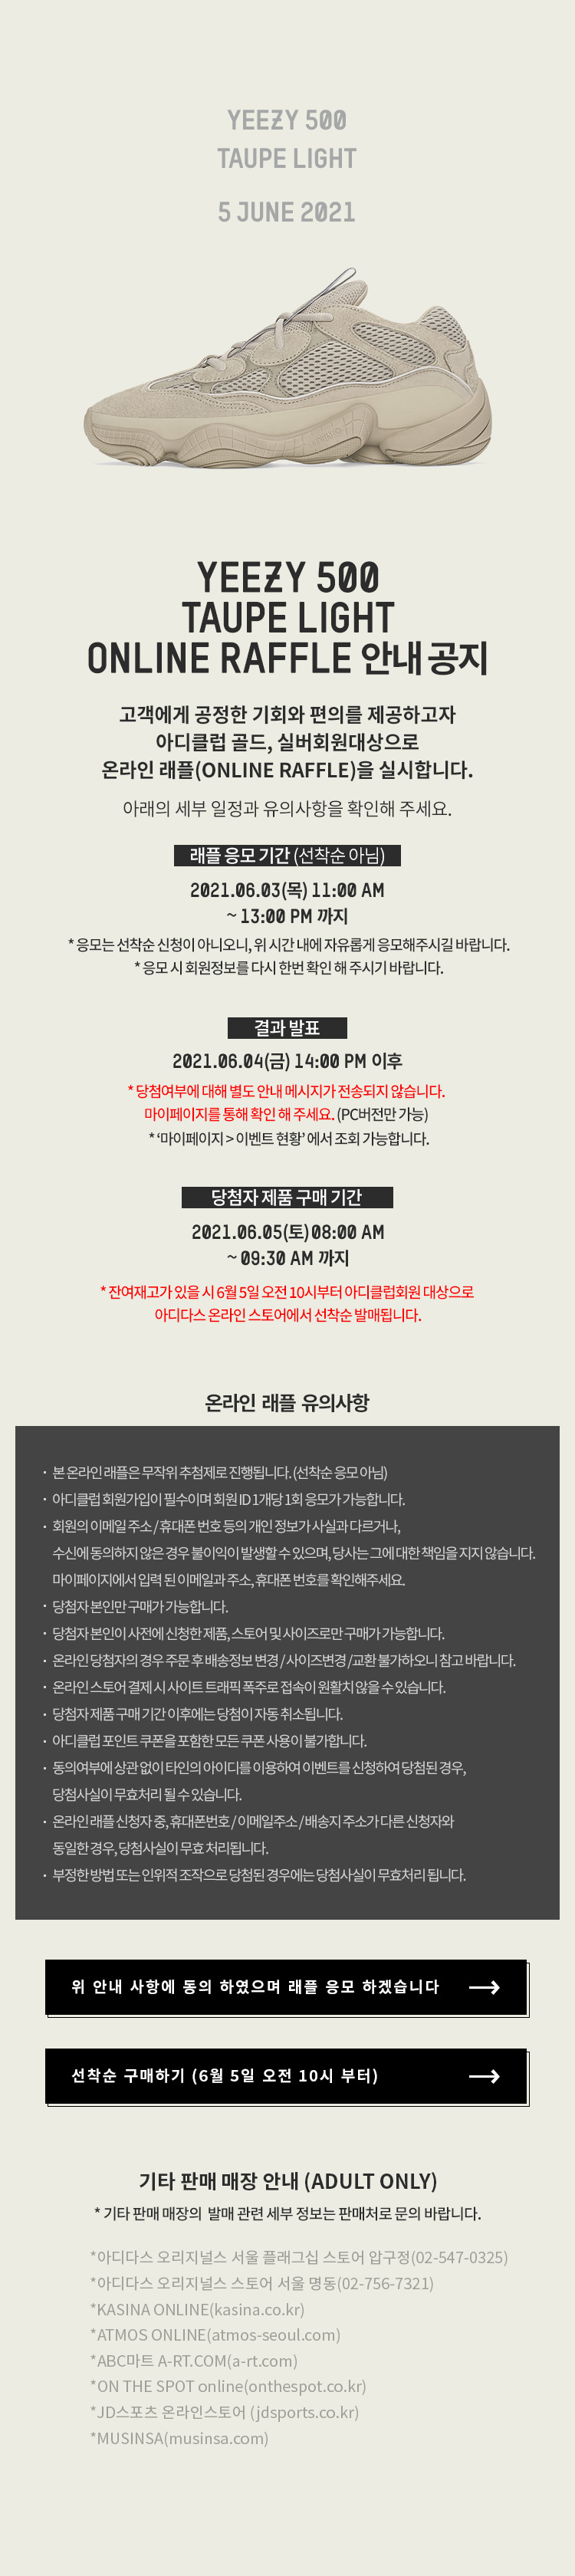 YEEZY 500
TAUPE LIGHT
5 JUNE 2021
YEEZY 500
TAUPE LIGHT
ONLINE RAFFLE 안내 공지
고객에게 공정한 기회와 편의를 제공하고자
아디클럽 골드, 실버회원대상으로
온라인 래플(ONLINE RAFFLE)을 실시합니다.
아래의 세부 일정과 유의사항을 확인해 주세요.
래플 응모 기간 (선착순 아님)
2021.06.03(목) 11:00 AM
~ 13:00 PM 까지
* 응모는 선착순 신청이 아니오니, 위 시간 내에 자유롭게 응모해주시길 바랍니다.
* 응모 시 회원정보를 다시 한번 확인 해 주시기 바랍니다.
결과 발표
2021.06.04(금) 14:00 PM 이후
* 당첨여부에 대해 별도 안내 메시지가 전송되지 않습니다.
마이페이지를 통해 확인 해 주세요. (PC버전만 가능)
* ‘마이페이지 > 이벤트 현황’ 에서 조회 가능합니다.
당첨자 제품 구매 기간
2021.06.05(토) 08:00 AM
~ 09:30 AM 까지
* 잔여재고가 있을 시 6월 5일 오전 10시부터 아디클럽회원 대상으로
아디다스 온라인 스토어에서 선착순 발매됩니다.
온라인 래플 유의사항
· 본 온라인 래플은 무작위 추첨제로 진행됩니다. (선착순 응모 아님)
· 아디클럽 회원가입이 필수이며 회원 ID 1개당 1회 응모가 가능합니다.
· 회원의 이메일 주소 / 휴대폰 번호 등의 개인 정보가 사실과 다르거나,
수신에 동의하지 않은 경우 불이익이 발생할 수 있으며, 당사는 그에 대한 책임을 지지 않습니다.
마이페이지에서 입력 된 이메일과 주소, 휴대폰 번호를 확인해주세요.
· 당첨자 본인만 구매가 가능합니다.
· 당첨자 본인이 사전에 신청한 제품, 스토어 및 사이즈로만 구매가 가능합니다.
· 온라인 당첨자의 경우 주문 후 배송정보 변경 / 사이즈변경 /교환 불가하오니 참고 바랍니다.
· 온라인 스토어 결제 시 사이트 트래픽 폭주로 접속이 원활치 않을 수 있습니다.
· 당첨자 제품 구매 기간 이후에는 당첨이 자동 취소됩니다.
· 아디클럽 포인트 쿠폰을 포함한 모든 쿠폰 사용이 불가합니다.
· 동의여부에 상관 없이 타인의 아이디를 이용하여 이벤트를 신청하여 당첨된 경우,
당첨사실이 무효처리 될 수 있습니다.
· 온라인 래플 신청자 중, 휴대폰번호 / 이메일주소 / 배송지 주소가 다른 신청자와
동일한 경우, 당첨사실이 무효 처리됩니다.
· 부정한 방법 또는 인위적 조작으로 당첨된 경우에는 당첨사실이 무효처리 됩니다.
위 안내 사항에 동의 하였으며 래플 응모 하겠습니다
선착순 구매하기 (6월 5일 오전 10시 부터)
기타 판매 매장 안내 (ADULT ONLY)
* 기타 판매 매장의 발매 관련 세부 정보는 판매처로 문의 바랍니다.
*아디다스 오리지널스 서울 플래그십 스토어 압구정(02-547-0325)
*아디다스 오리지널스 스토어 서울 명동(02-756-7321)
*KASINA ONLINE(kasina.co.kr)
*ATMOS ONLINE(atmos-seoul.com)
*ABC마트 A-RT.COM(a-rt.com)
*ON THE SPOT online(onthespot.co.kr)
*JD스포츠 온라인스토어 (jdsports.co.kr)
*MUSINSA(musinsa.com)